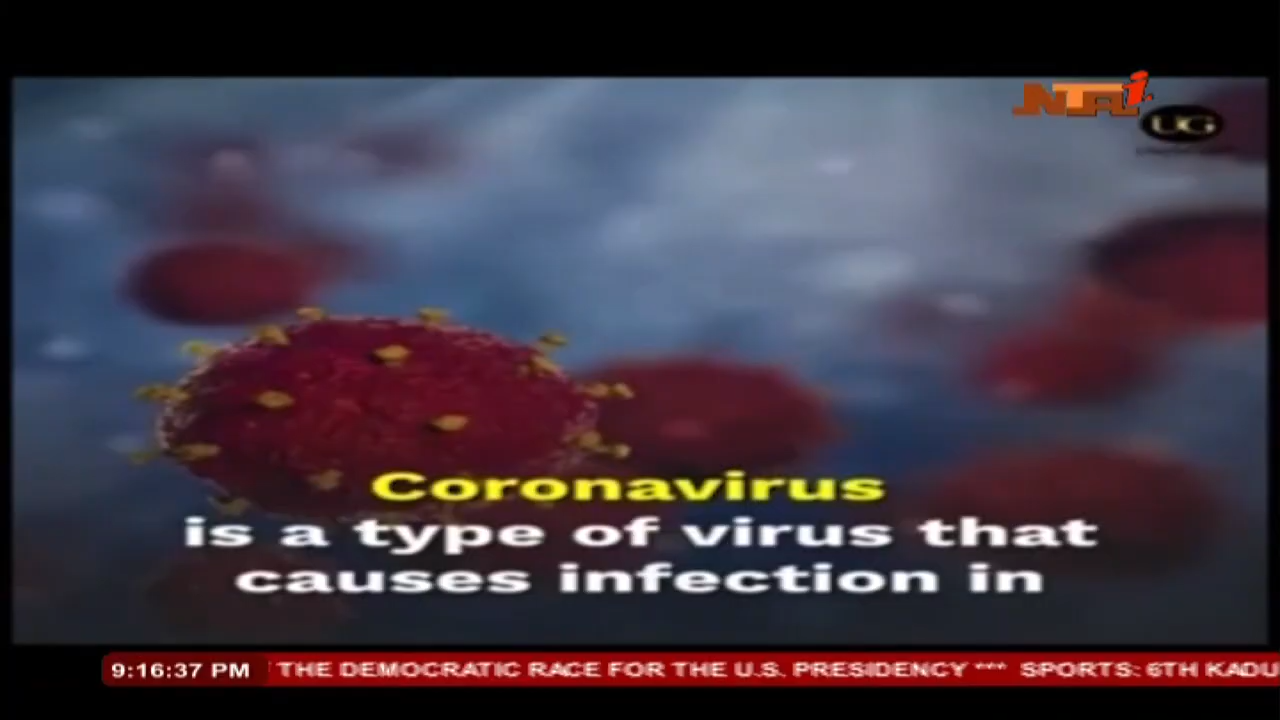 NTA i
UG
Coronavirus
is a type of virus that
causes infection in
9:16:37 PM
THE DEMOCRATIC RACE FOR THE U.S. PRESIDENCY *** SPORTS: 6TH KADU